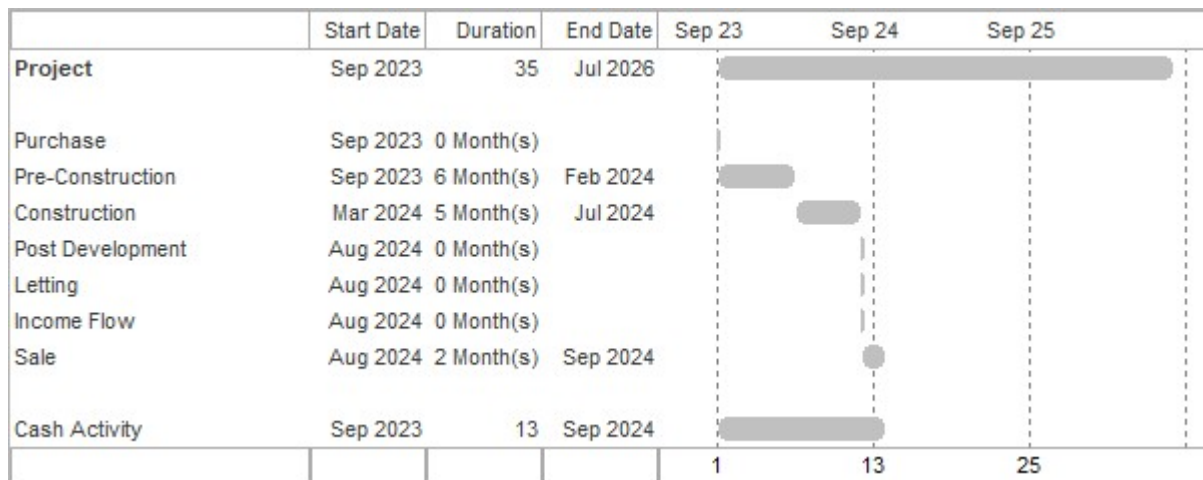 Start Date Duration End Date Sep 23 Sep 24 Sep 25
Project Sep 2023 35 Jul 2026
Purchase Sep 2023 0 Month(s)
Pre-Construction Sep 2023 6 Month(s) Feb 2024
Construction Mar 2024 5 Month(s) Jul 2024
Post Development Aug 2024 0 Month(s)
Letting Aug 2024 0 Month(s)
Income Flow Aug 2024 0 Month(s)
Sale Aug 2024 2 Month(s) Sep 2024
Cash Activity Sep 2023 13 Sep 2024
1 13 25